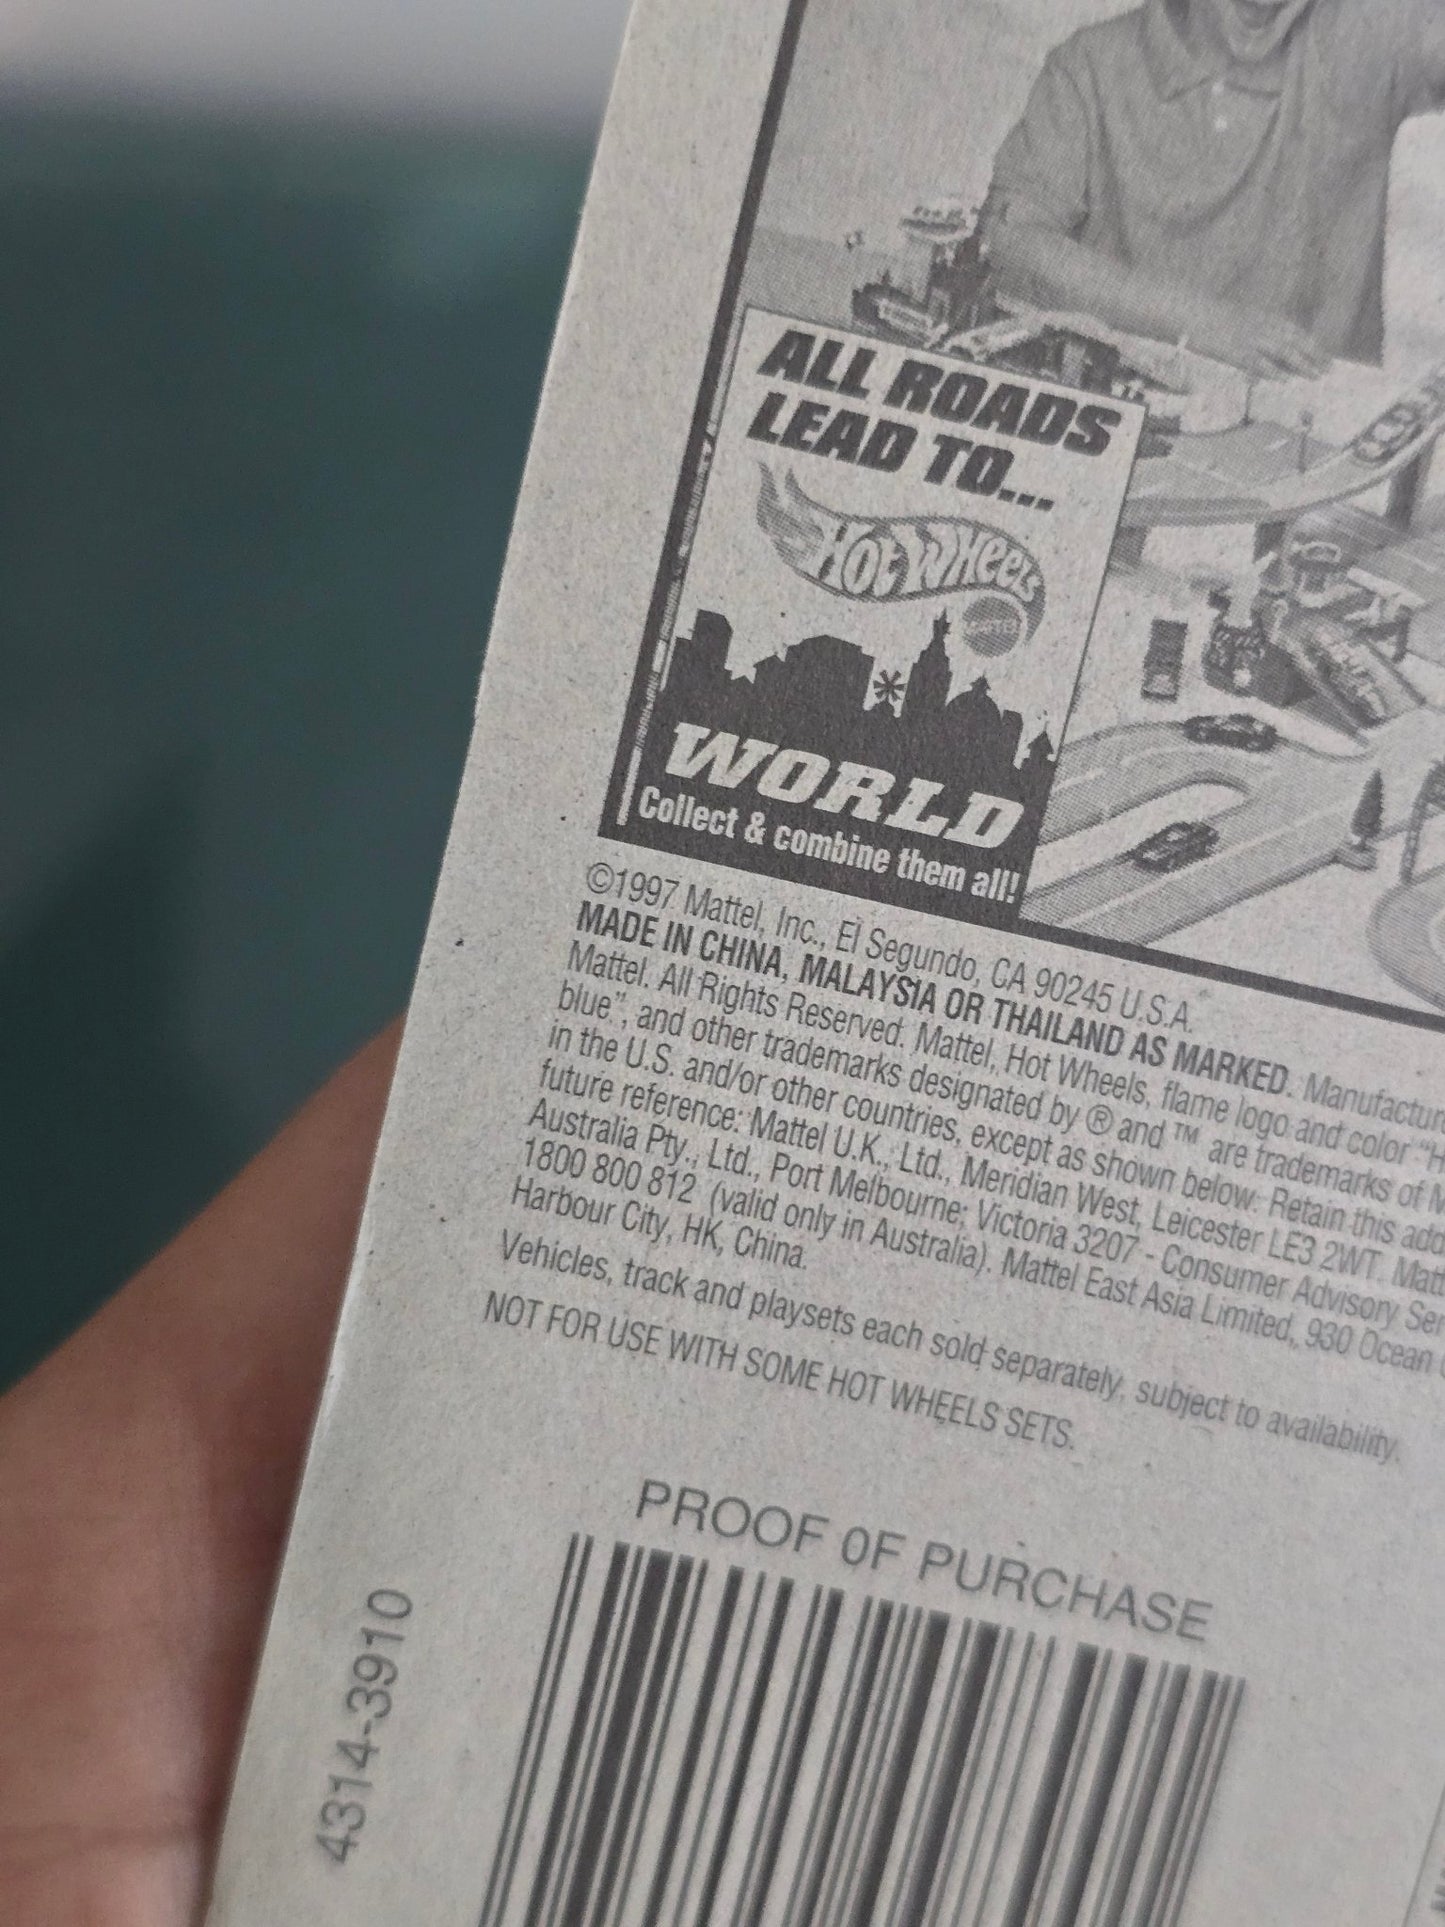 ALL ROADS
LEAD TO...
Hot Wheels
MATTEL
WORLD
Collect & combine them all!
©1997 Mattel, Inc., El Segundo, CA 90245 U.S.A.
MADE IN CHINA, MALAYSIA OR THAILAND AS MARKED. Manufactur
Mattel. All Rights Reserved. Mattel, Hot Wheels, flame logo and color "H
blue", and other trademarks designated by ® and ™ are trademarks of M
in the U.S. and/or other countries, except as shown below. Retain this add
future reference: Mattel U.K., Ltd., Meridian West, Leicester LE3 2WT. Matt
Australia Pty., Ltd., Port Melbourne; Victoria 3207 - Consumer Advisory Ser
1800 800 812 (valid only in Australia). Mattel East Asia Limited, 930 Ocean
Harbour City, HK, China.
Vehicles, track and playsets each sold separately, subject to availability.
NOT FOR USE WITH SOME HOT WHEELS SETS.
PROOF OF PURCHASE
4314-3910